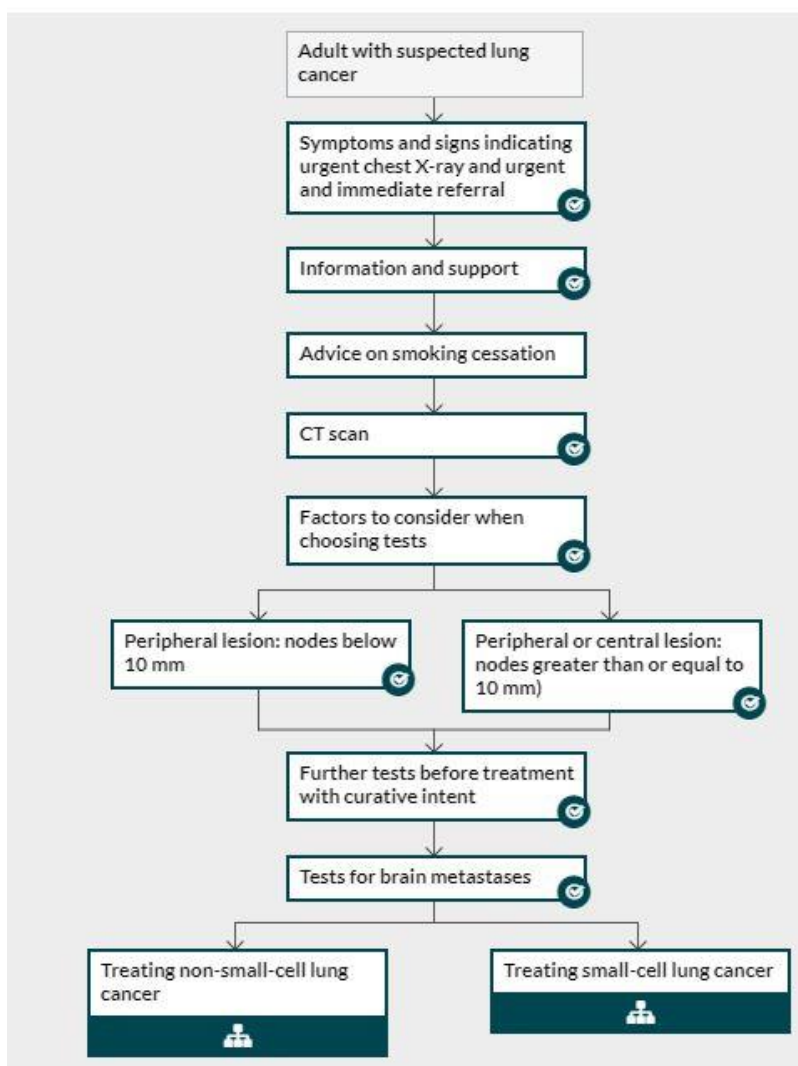 Adult with suspected lung
cancer
Symptoms and signs indicating
urgent chest X-ray and urgent
and immediate referral
Information and support
Advice on smoking cessation
CT scan
Factors to consider when
choosing tests
Peripheral lesion: nodes below
10 mm
Peripheral or central lesion:
nodes greater than or equal to
10 mm)
Further tests before treatment
with curative intent
Tests for brain metastases
Treating non-small-cell lung
cancer
Treating small-cell lung cancer